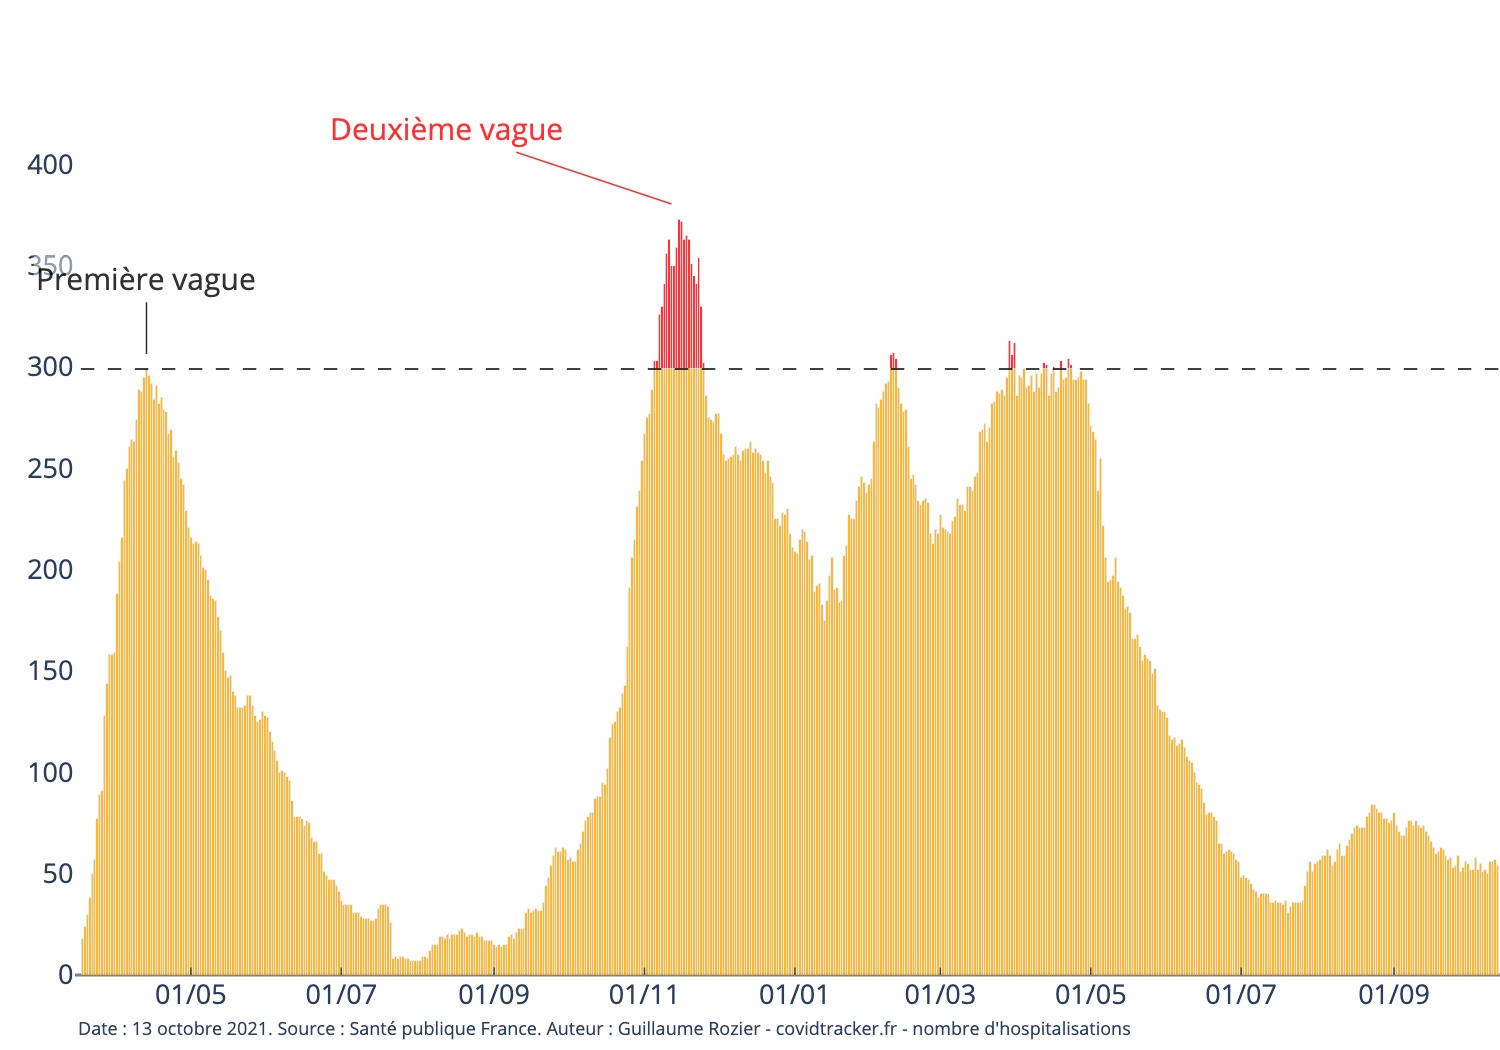 Deuxième vague
400
350
Première vague
300
250
200
150
100
50
0
01/05 01/07 01/09 01/11 01/01 01/03 01/05 01/07 01/09
Date : 13 octobre 2021. Source : Santé publique France. Auteur : Guillaume Rozier - covidtracker.fr - nombre d'hospitalisations